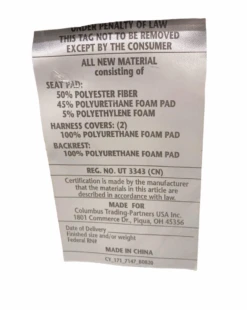 UNDER PENALTY OF LAW
THIS TAG NOT TO BE REMOVED
EXCEPT BY THE CONSUMER
ALL NEW MATERIAL
consisting of
SEAT PAD:
50% POLYESTER FIBER
45% POLYURETHANE FOAM PAD
5% POLYETHYLENE FOAM
HARNESS COVERS: (2)
100% POLYURETHANE FOAM PAD
BACKREST:
100% POLYURETHANE FOAM PAD
REG. NO. UT 3343 (CN)
Certification is made by the manufacturer
that the materials in this article are
described in accordance with law.
MADE FOR
Columbus Trading-Partners USA Inc.
1801 Commerce Dr., Piqua, OH 45356
Date of Delivery
Finished size and/or weight
Federal RN#
MADE IN CHINA